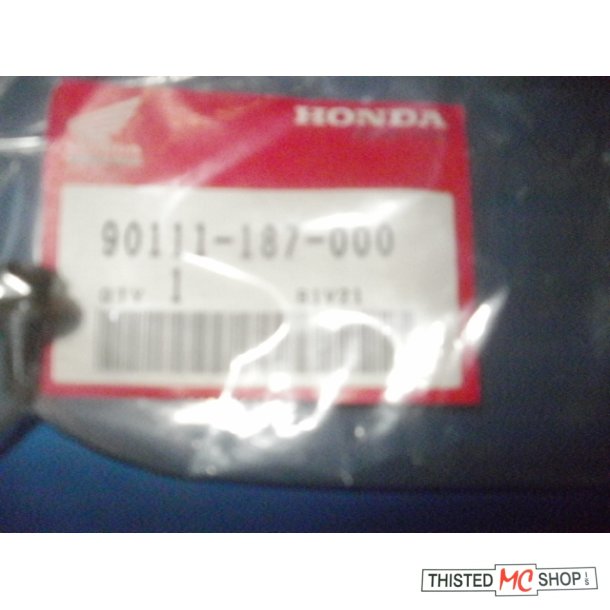 HONDA
90111-187-000
QTY 1
THISTED MC SHOP I/S